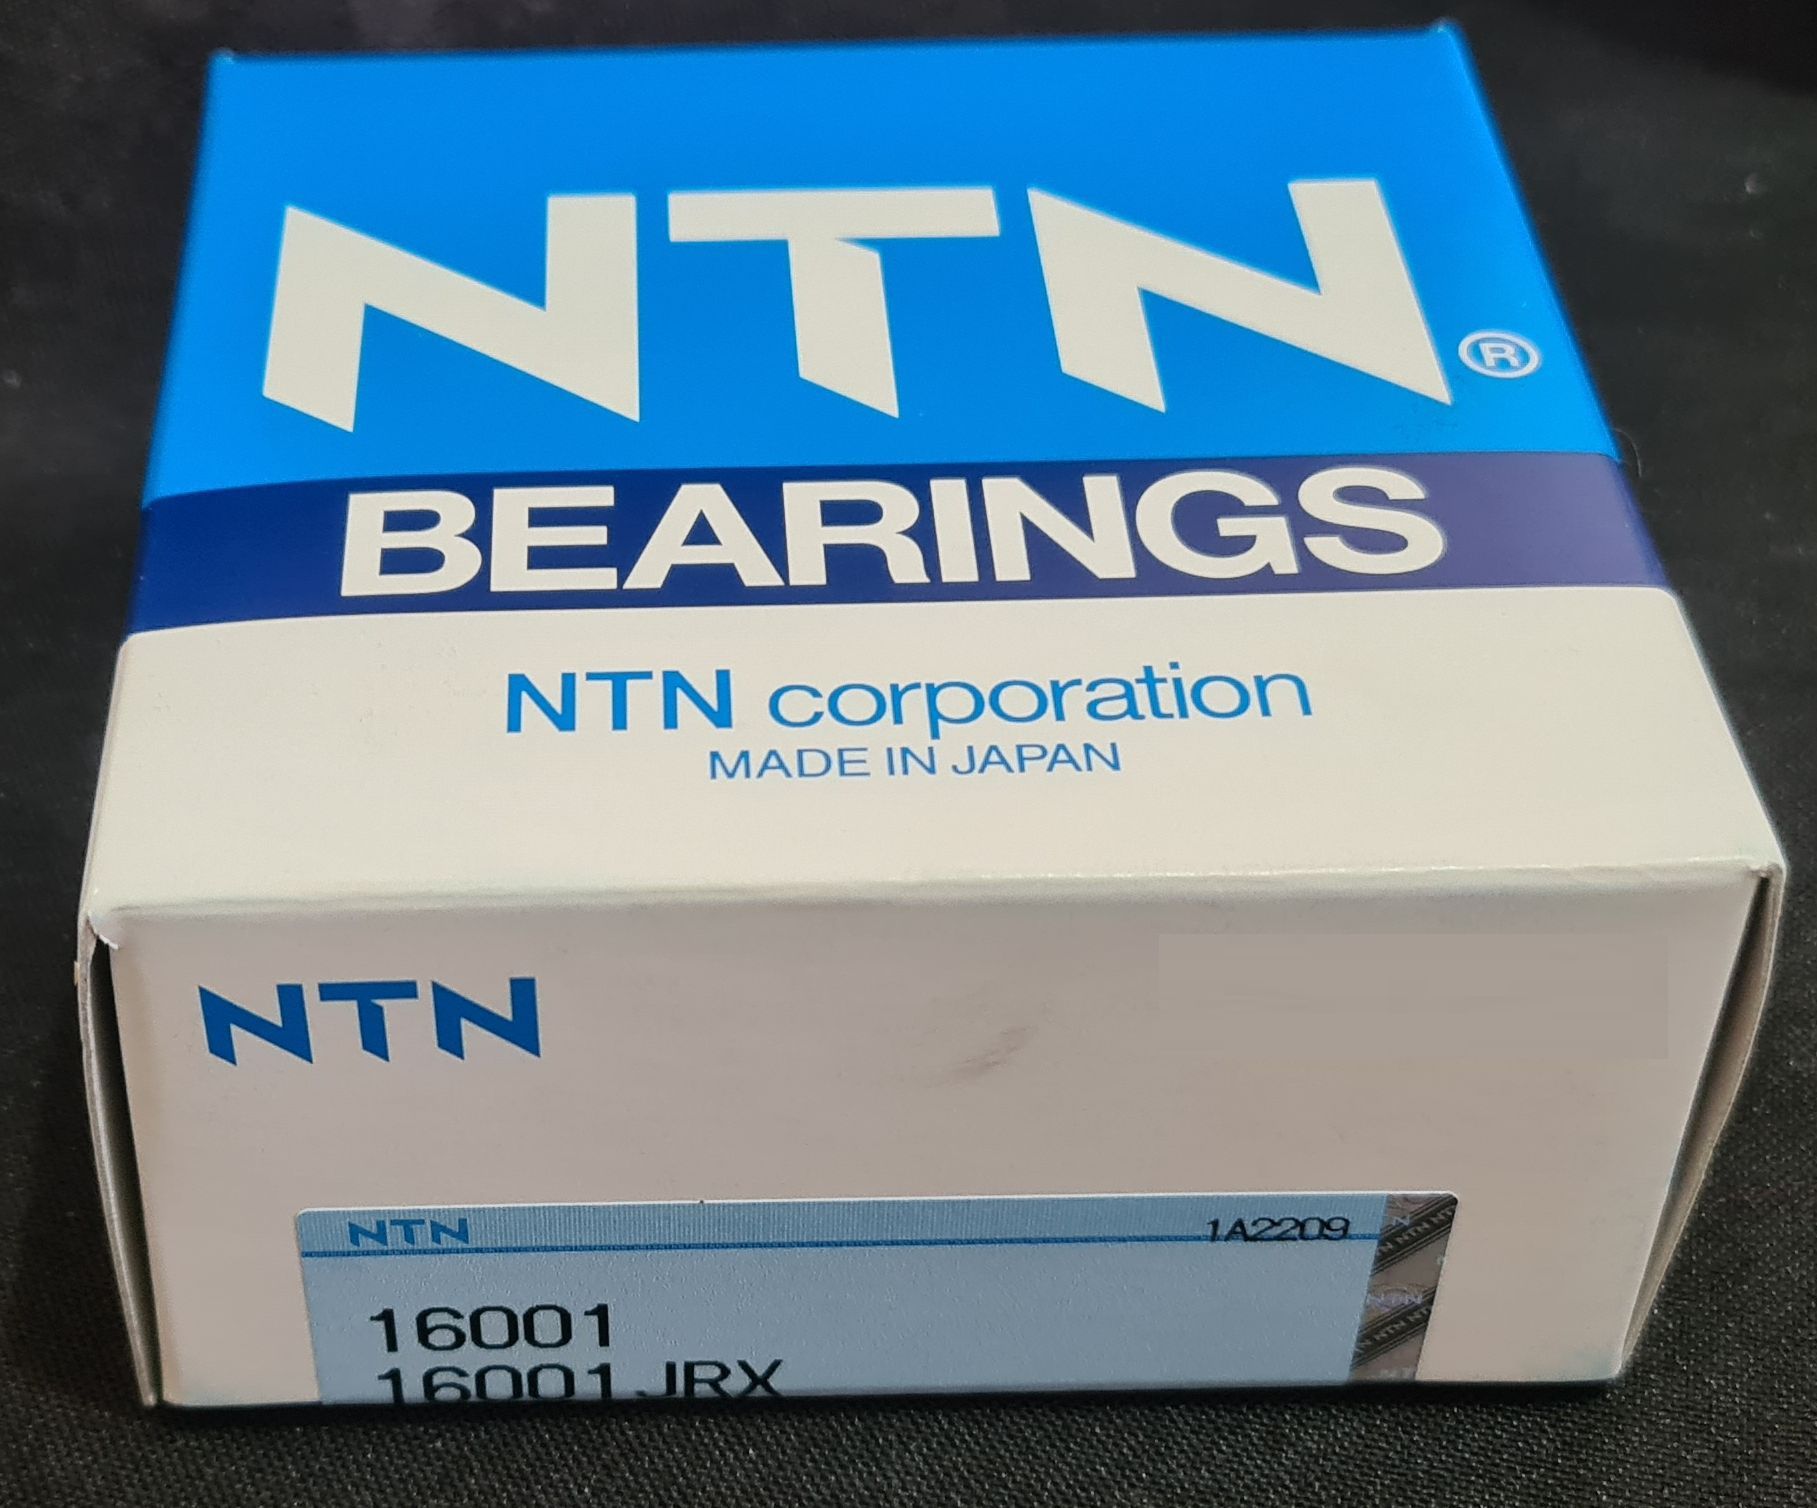 NTN®
BEARINGS
NTN corporation
MADE IN JAPAN
NTN
NTN 1A2209
16001
16001JRX